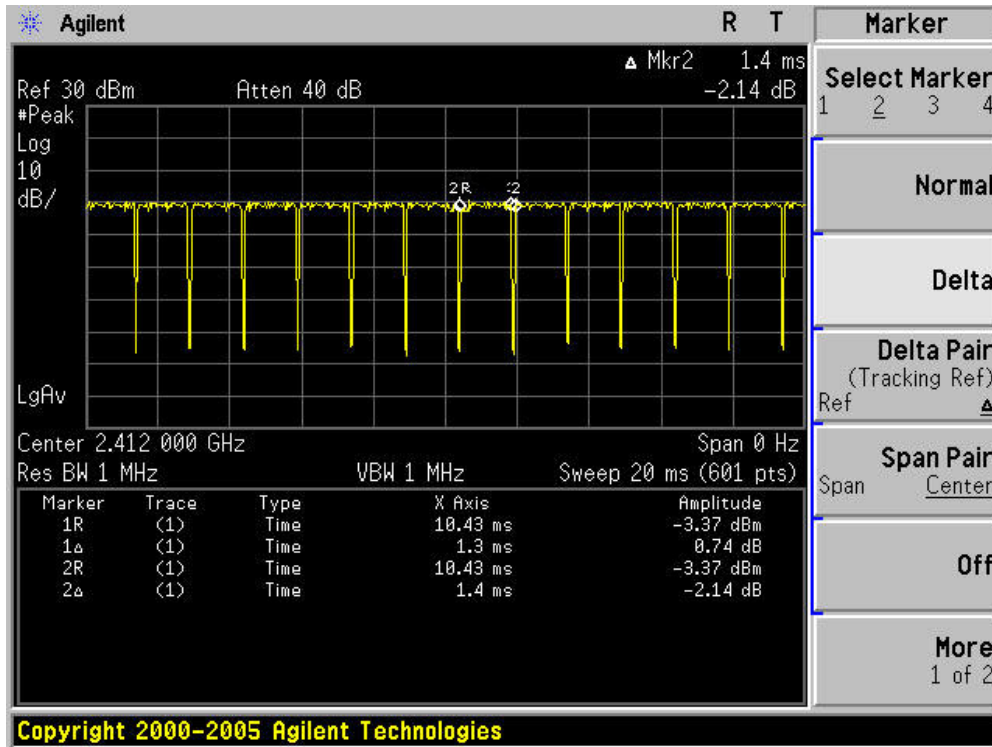 Agilent R T Marker
Δ Mkr2 1.4 ms
Ref 30 dBm Atten 40 dB -2.14 dB
#Peak
Log
10
dB/
2R
:2
LgAv
Center 2.412 000 GHz Span 0 Hz
Res BW 1 MHz VBW 1 MHz Sweep 20 ms (601 pts)
Marker Trace Type X Axis Amplitude
1R (1) Time 10.43 ms -3.37 dBm
1Δ (1) Time 1.3 ms 0.74 dB
2R (1) Time 10.43 ms -3.37 dBm
2Δ (1) Time 1.4 ms -2.14 dB
Select Marker
1 2 3 4
Normal
Delta
Delta Pair
(Tracking Ref)
Ref Δ
Span Pair
Span Center
Off
More
1 of 2
Copyright 2000-2005 Agilent Technologies